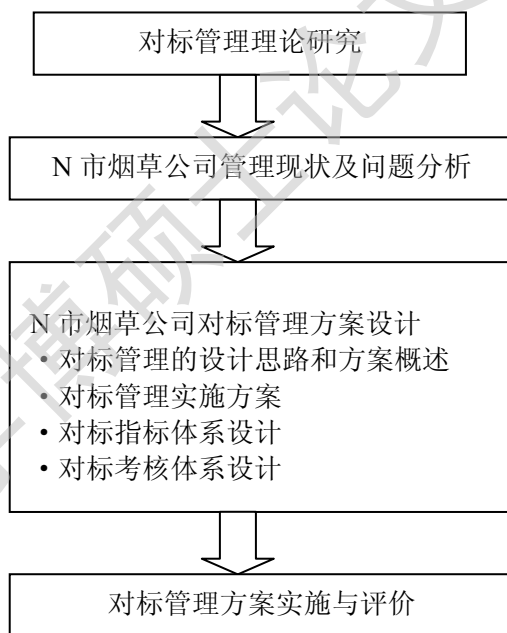 对标管理理论研究
N 市烟草公司管理现状及问题分析
N 市烟草公司对标管理方案设计
•对标管理的设计思路和方案概述
•对标管理实施方案
•对标指标体系设计
•对标考核体系设计
对标管理方案实施与评价